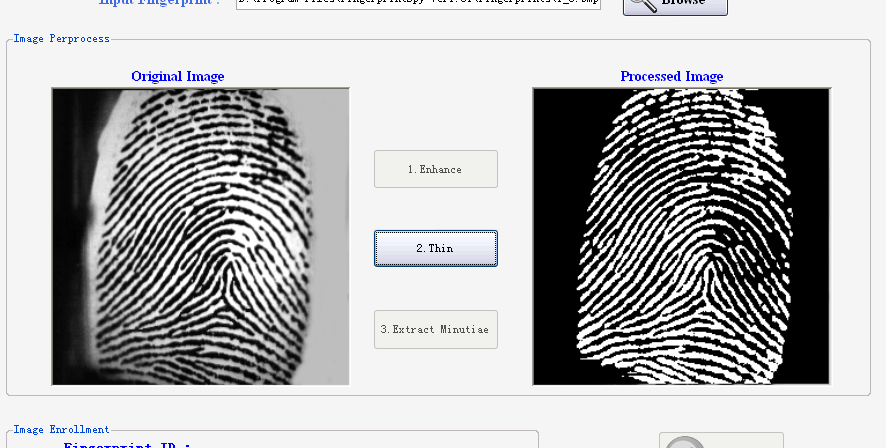 Input Fingerprint :
Browse
Image Perprocess
Original Image
Processed Image
1.Enhance
2.Thin
3.Extract Minutiae
Image Enrollment
Fingerprint ID :